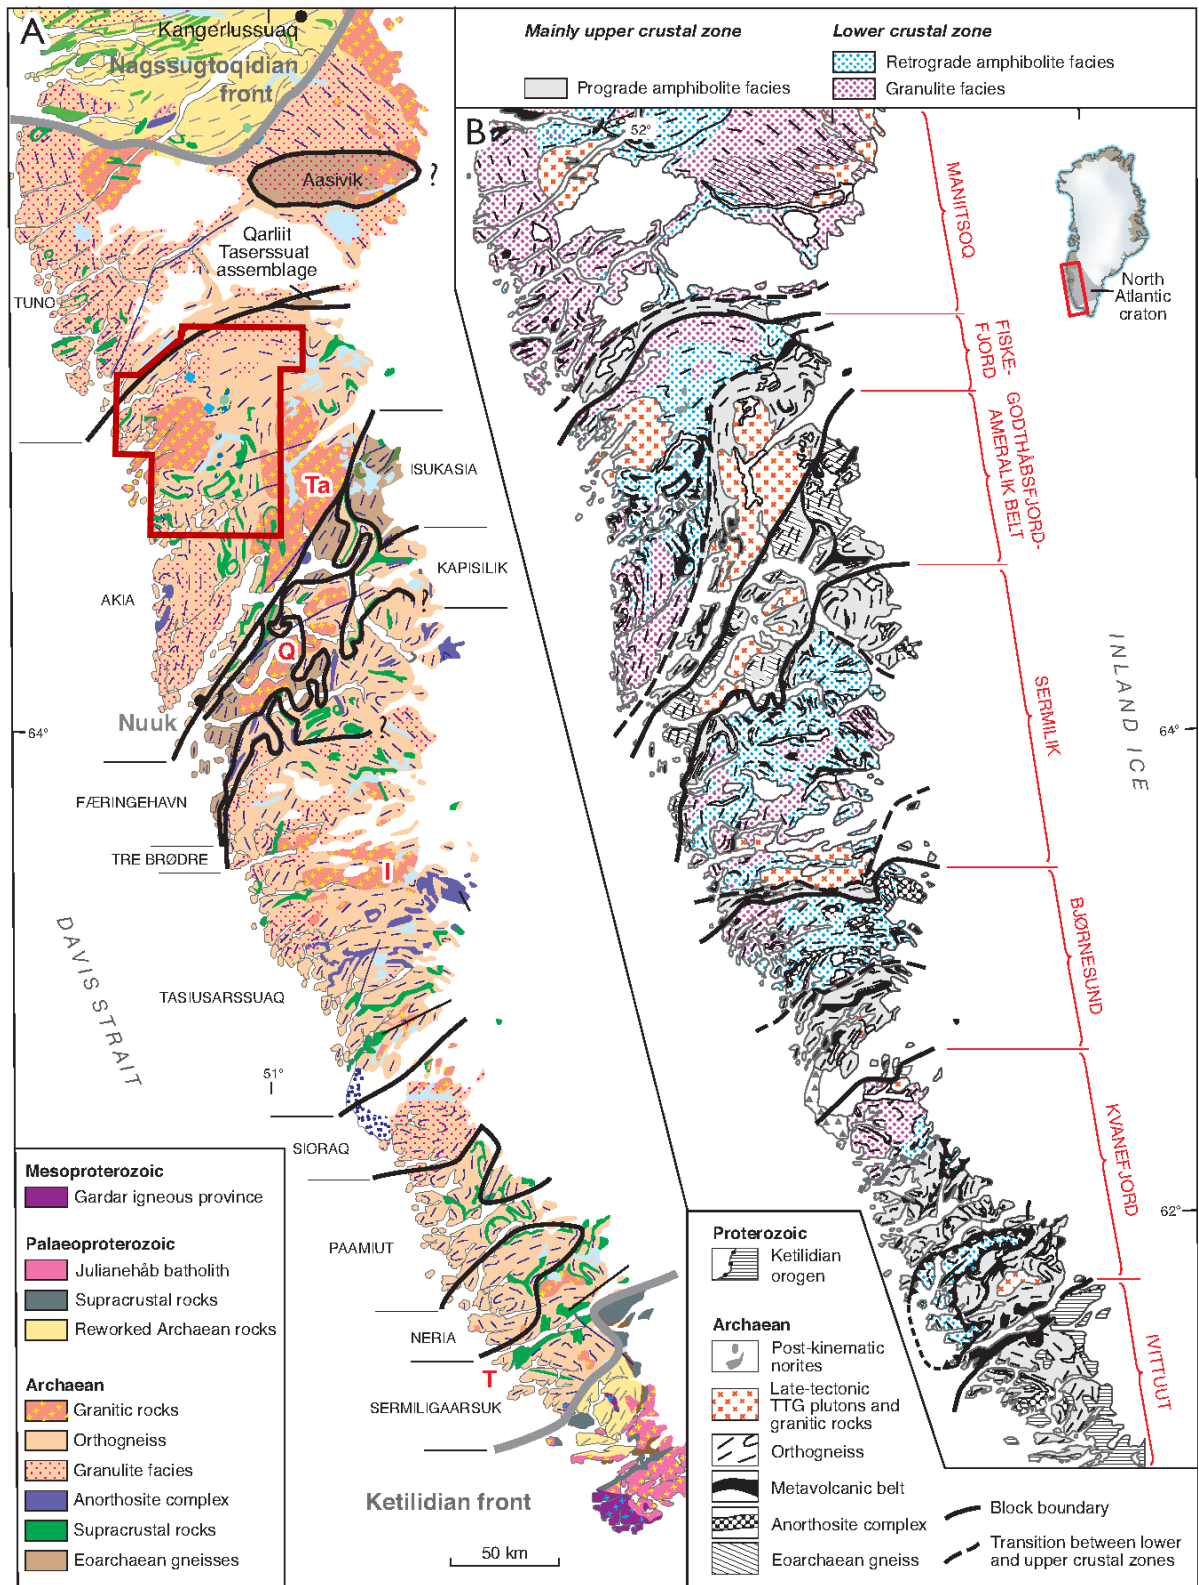 A
Kangerlussuaq
Nagssugtoqidian
front
Aasivik
?
Qarliit
Taserssuat
assemblage
TUNO
Ta
ISUKASIA
KAPISILIK
AKIA
Q
Nuuk
64°
?
FÆRINGEHAVN
TRE BRØDRE
I
DAVIS STRAIT
TASIUSARSSUAQ
51°
SIORAQ
PAAMIUT
NERIA
T
SERMILIGAARSUK
Ketilidian front
50 km
Mesoproterozoic
Gardar igneous province
Palaeoproterozoic
Julianehåb batholith
Supracrustal rocks
Reworked Archaean rocks
Archaean
Granitic rocks
Orthogneiss
Granulite facies
Anorthosite complex
Supracrustal rocks
Eoarchaean gneisses
Mainly upper crustal zone
Prograde amphibolite facies
Lower crustal zone
Retrograde amphibolite facies
Granulite facies
B
52°
MANIITSOQ
FISKE-
FJORD
GODTHÅBSFJORD-
AMERALIK BELT
SERMILIK
BJØRNESUND
KVANEFJORD
IVITTUUT
North
Atlantic
craton
INLAND ICE
64°
62°
Proterozoic
Ketilidian
orogen
Archaean
Post-kinematic
norites
Late-tectonic
TTG plutons and
granitic rocks
Orthogneiss
Metavolcanic belt
Anorthosite complex
Eoarchaean gneiss
Block boundary
Transition between lower
and upper crustal zones